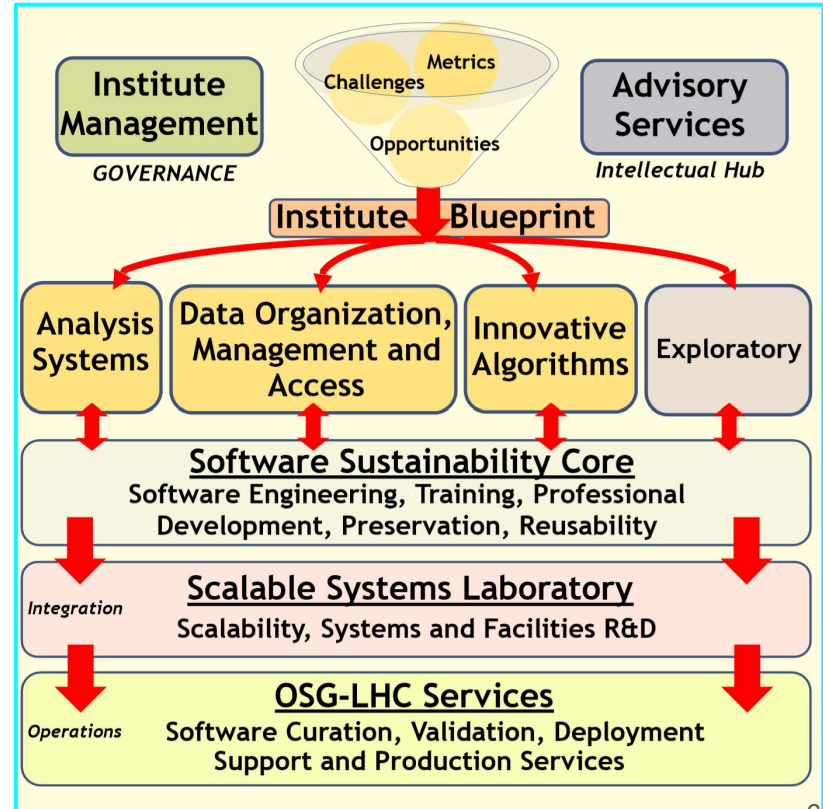 Institute
Management
GOVERNANCE
Challenges
Metrics
Opportunities
Advisory
Services
Intellectual Hub
Institute Blueprint
Analysis
Systems
Data Organization,
Management and
Access
Innovative
Algorithms
Exploratory
Software Sustainability Core
Software Engineering, Training, Professional
Development, Preservation, Reusability
Integration
Scalable Systems Laboratory
Scalability, Systems and Facilities R&D
Operations
OSG-LHC Services
Software Curation, Validation, Deployment
Support and Production Services